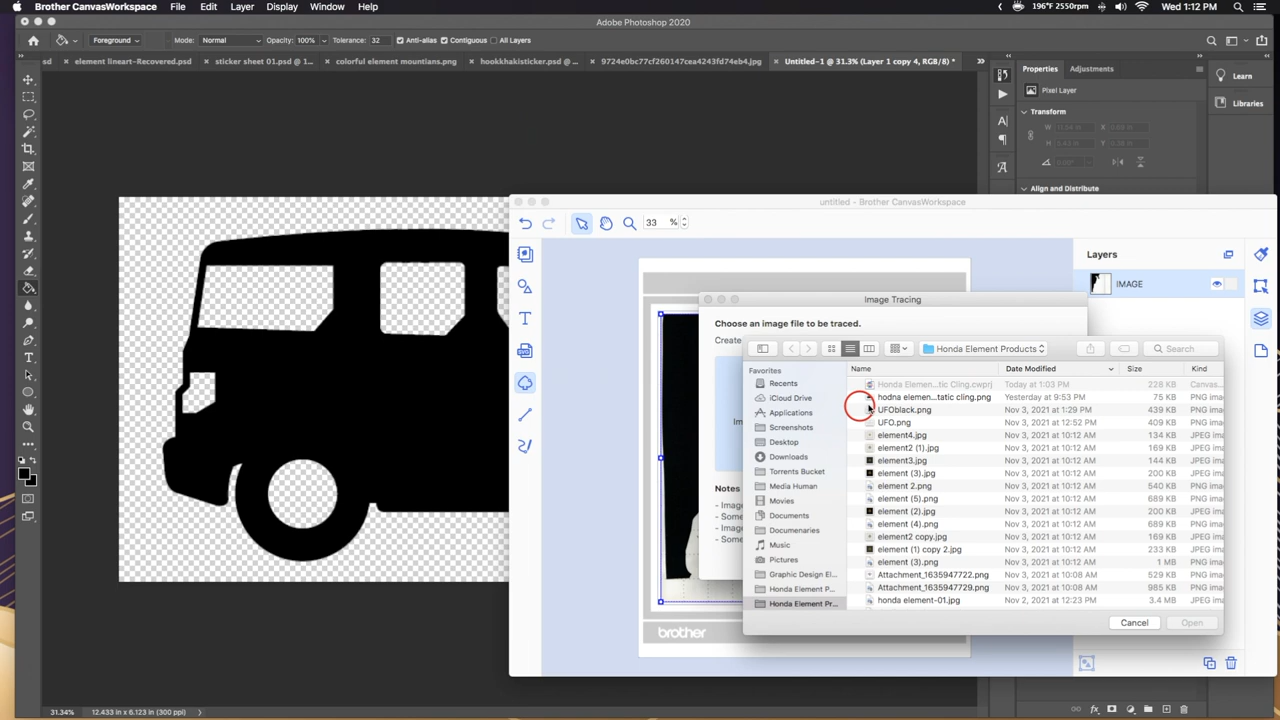 Brother CanvasWorkspace File Edit Layer Display Window Help 196°F 2550rpm Wed 1:12 PM
Adobe Photoshop 2020
Foreground Mode: Normal Opacity: 100% Tolerance: 32 Anti-alias Contiguous All Layers
sd × element lineart-Recovered.psd × sticker sheet 01.psd @ 1... × colorful element mountians.png × hookkhakisticker.psd @ ... × 9724e0bc77cf260147cea4243fd74eb4.jpg × Untitled-1 @ 31.3% (Layer 1 copy 4, RGB/8) *
Properties Adjustments
Learn
Pixel Layer
Libraries
Transform
Align and Distribute
untitled - Brother CanvasWorkspace
33 %
Layers
IMAGE
Image Tracing
Choose an image file to be traced.
Create
Im
Notes
- Imag
- Some
- Imag
- Some
brother
Honda Element Products
Search
Favorites
Recents
iCloud Drive
Applications
Screenshots
Desktop
Downloads
Torrents Bucket
Media Human
Movies
Documents
Documenaries
Music
Pictures
Graphic Design El...
Honda Element P...
Honda Element Pr...
Name Date Modified Size Kind
Honda Elemen...tic Cling.cwprj Today at 1:03 PM 228 KB Canvas...
hodna elemen...tatic cling.png Yesterday at 9:53 PM 75 KB PNG ima
UFOblack.png Nov 3, 2021 at 1:29 PM 439 KB PNG ima
UFO.png Nov 3, 2021 at 12:52 PM 409 KB PNG ima
element4.jpg Nov 3, 2021 at 10:12 AM 134 KB JPEG im
element2 (1).jpg Nov 3, 2021 at 10:12 AM 169 KB JPEG im
element3.jpg Nov 3, 2021 at 10:12 AM 144 KB JPEG im
element (3).jpg Nov 3, 2021 at 10:12 AM 200 KB JPEG im
element 2.png Nov 3, 2021 at 10:12 AM 540 KB PNG ima
element (5).png Nov 3, 2021 at 10:12 AM 689 KB PNG ima
element (2).jpg Nov 3, 2021 at 10:12 AM 200 KB JPEG im
element (4).png Nov 3, 2021 at 10:12 AM 689 KB PNG ima
element2 copy.jpg Nov 3, 2021 at 10:12 AM 169 KB JPEG im
element (1) copy 2.jpg Nov 3, 2021 at 10:12 AM 233 KB JPEG im
element (3).png Nov 3, 2021 at 10:12 AM 1 MB PNG ima
Attachment_1635947722.png Nov 3, 2021 at 10:08 AM 529 KB PNG ima
Attachment_1635947729.png Nov 3, 2021 at 10:08 AM 985 KB PNG ima
honda element-01.jpg Nov 2, 2021 at 12:23 PM 3.4 MB JPEG im
Cancel Open
31.34% 12.433 in x 6.123 in (300 ppi)